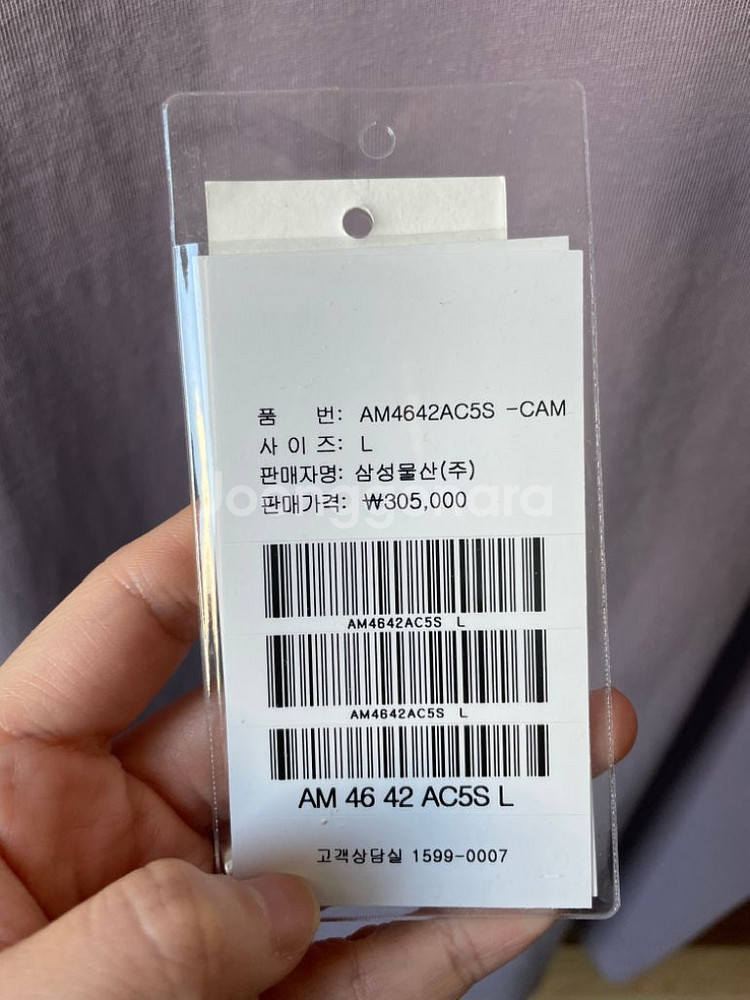 품 번: AM4642AC5S -CAM
사 이 즈: L
판매자명: 삼성물산(주)
판매가격: ₩305,000
Joonggonara
AM4642AC5S L
AM4642AC5S L
AM 46 42 AC5S L
고객상담실 1599-0007